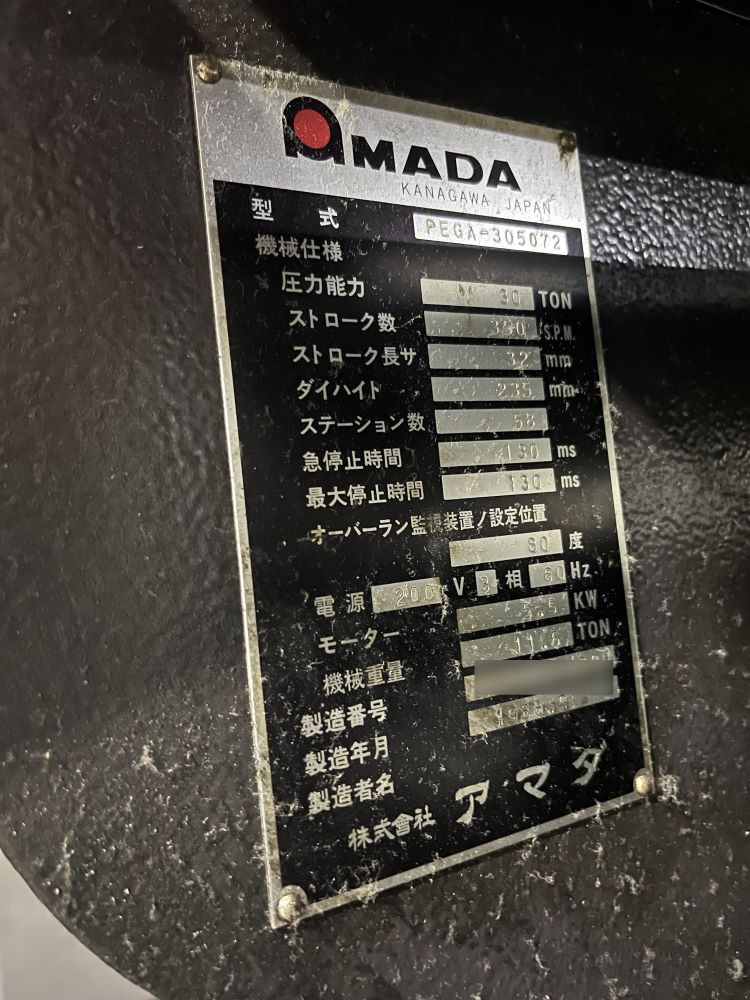 AMADA
KANAGAWA JAPAN
型式 PEGA-305072
機械仕様
圧力能力 30 TON
ストローク数 S.P.M.
ストローク長サ 32 mm
ダイハイト 235 mm
ステーション数 58
急停止時間 130 ms
最大停止時間 130 ms
オーバーラン監視装置ノ設定位置
80 度
電源 200 V 3 相 60 Hz
モーター 5.5 KW
機械重量 11.5 TON
製造番号
製造年月
製造者名
株式會社 アマダ